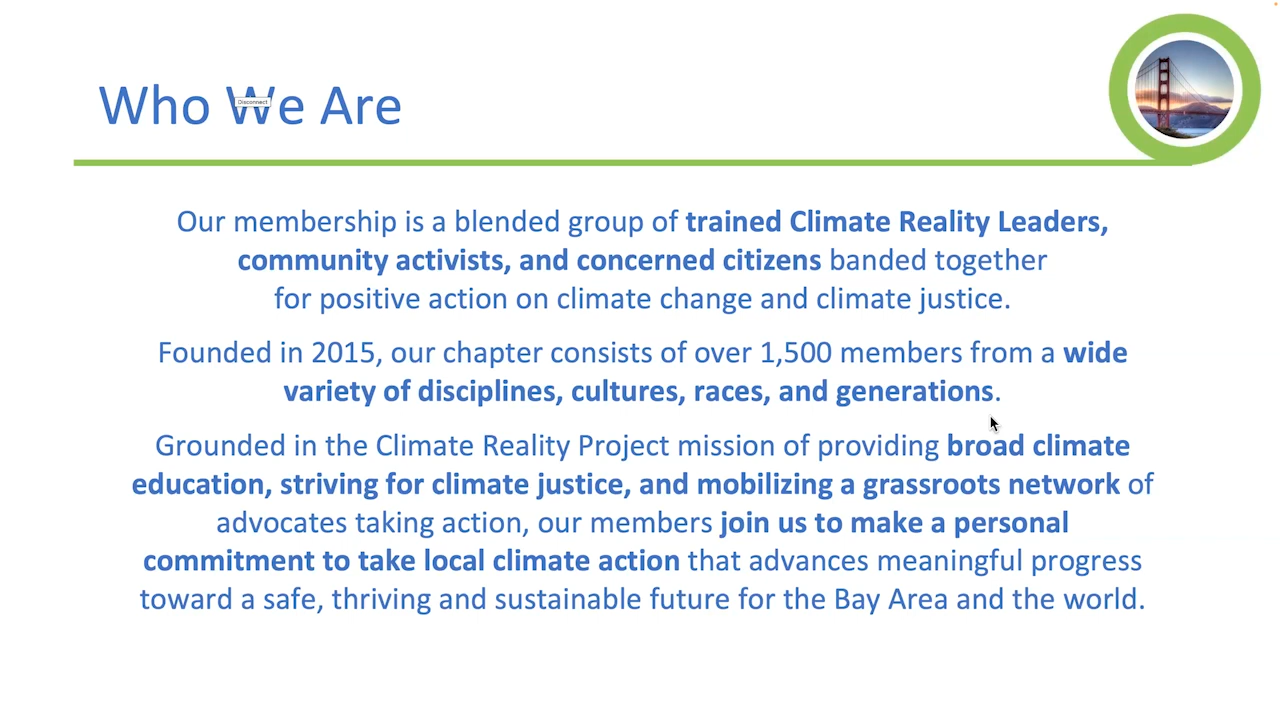 Who We Are
Disconnect
Our membership is a blended group of trained Climate Reality Leaders,
community activists, and concerned citizens banded together
for positive action on climate change and climate justice.
Founded in 2015, our chapter consists of over 1,500 members from a wide
variety of disciplines, cultures, races, and generations.
Grounded in the Climate Reality Project mission of providing broad climate
education, striving for climate justice, and mobilizing a grassroots network of
advocates taking action, our members join us to make a personal
commitment to take local climate action that advances meaningful progress
toward a safe, thriving and sustainable future for the Bay Area and the world.